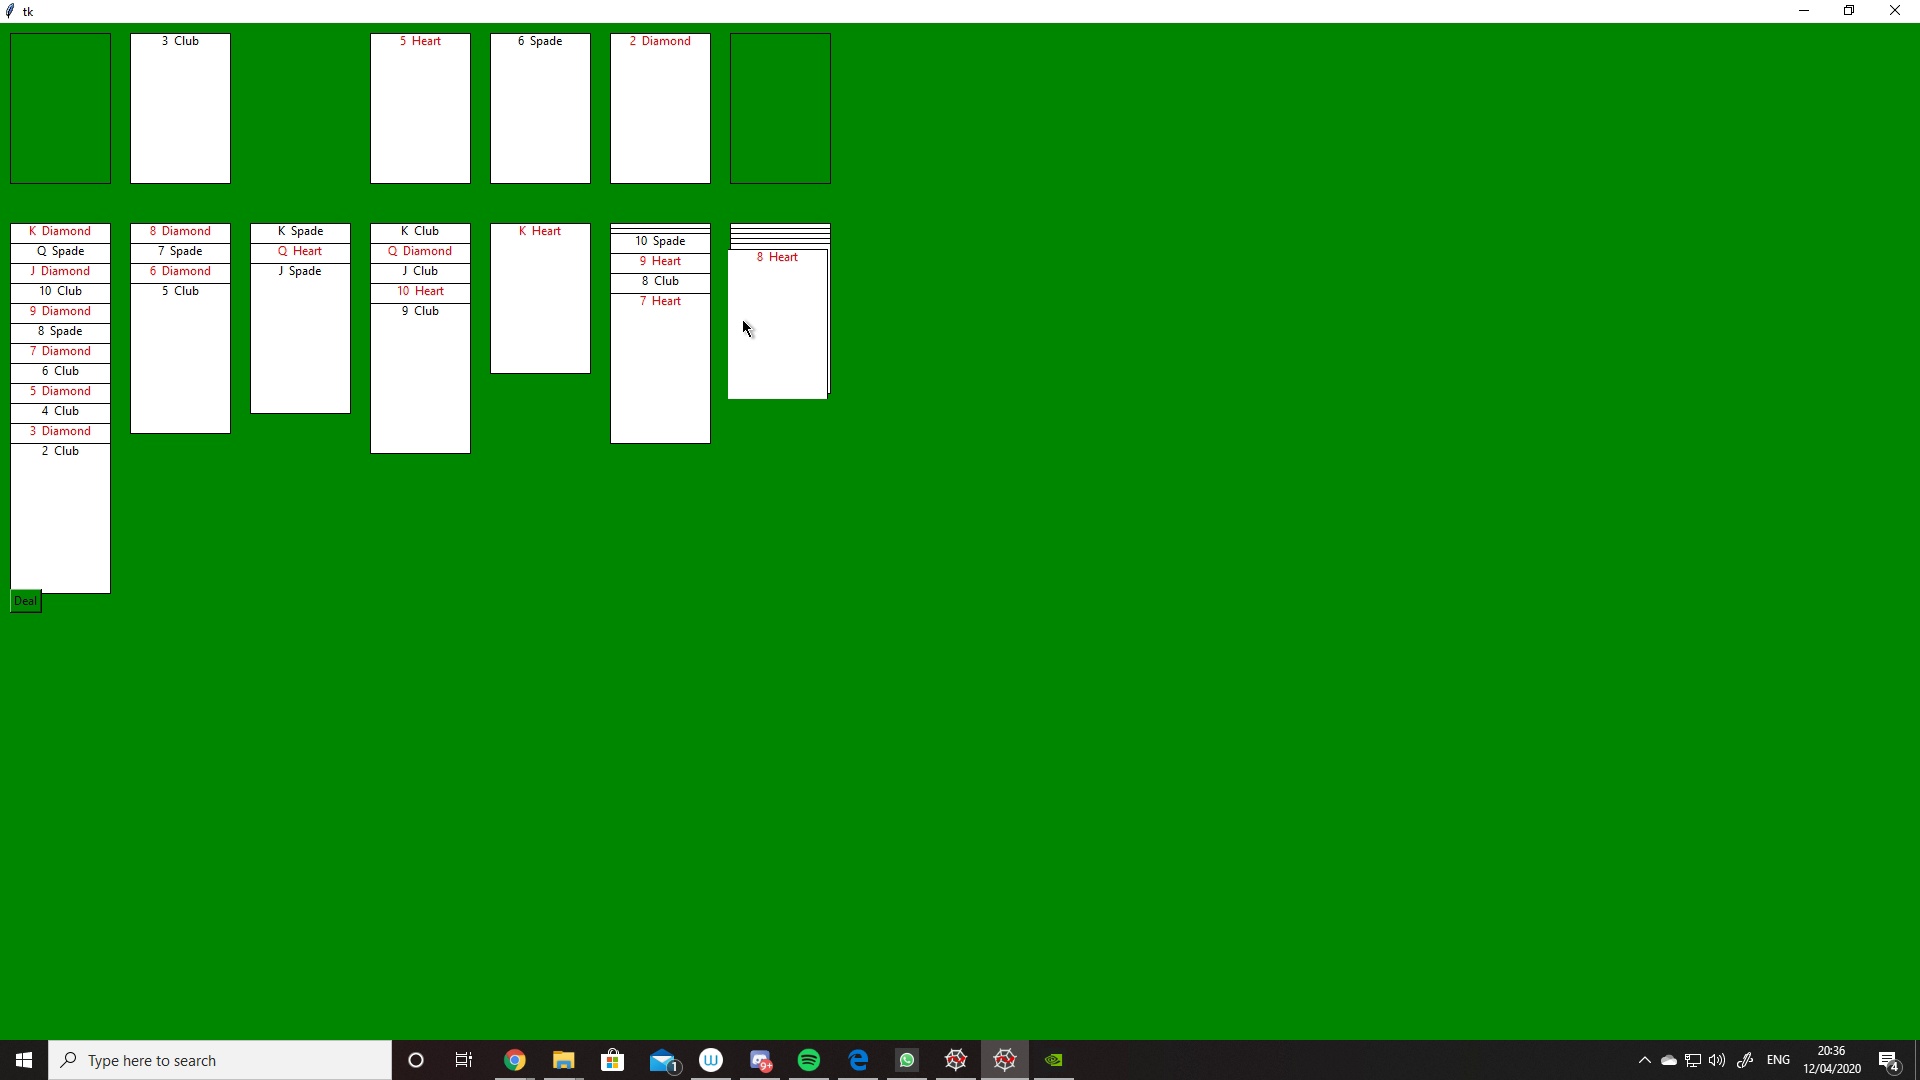 tk
3 Club
5 Heart
6 Spade
2 Diamond
K Diamond
Q Spade
J Diamond
10 Club
9 Diamond
8 Spade
7 Diamond
6 Club
5 Diamond
4 Club
3 Diamond
2 Club
8 Diamond
7 Spade
6 Diamond
5 Club
K Spade
Q Heart
J Spade
K Club
Q Diamond
J Club
10 Heart
9 Club
K Heart
10 Spade
9 Heart
8 Club
7 Heart
8 Heart
Deal
Type here to search
1
W
9+
ENG
20:36
12/04/2020
4